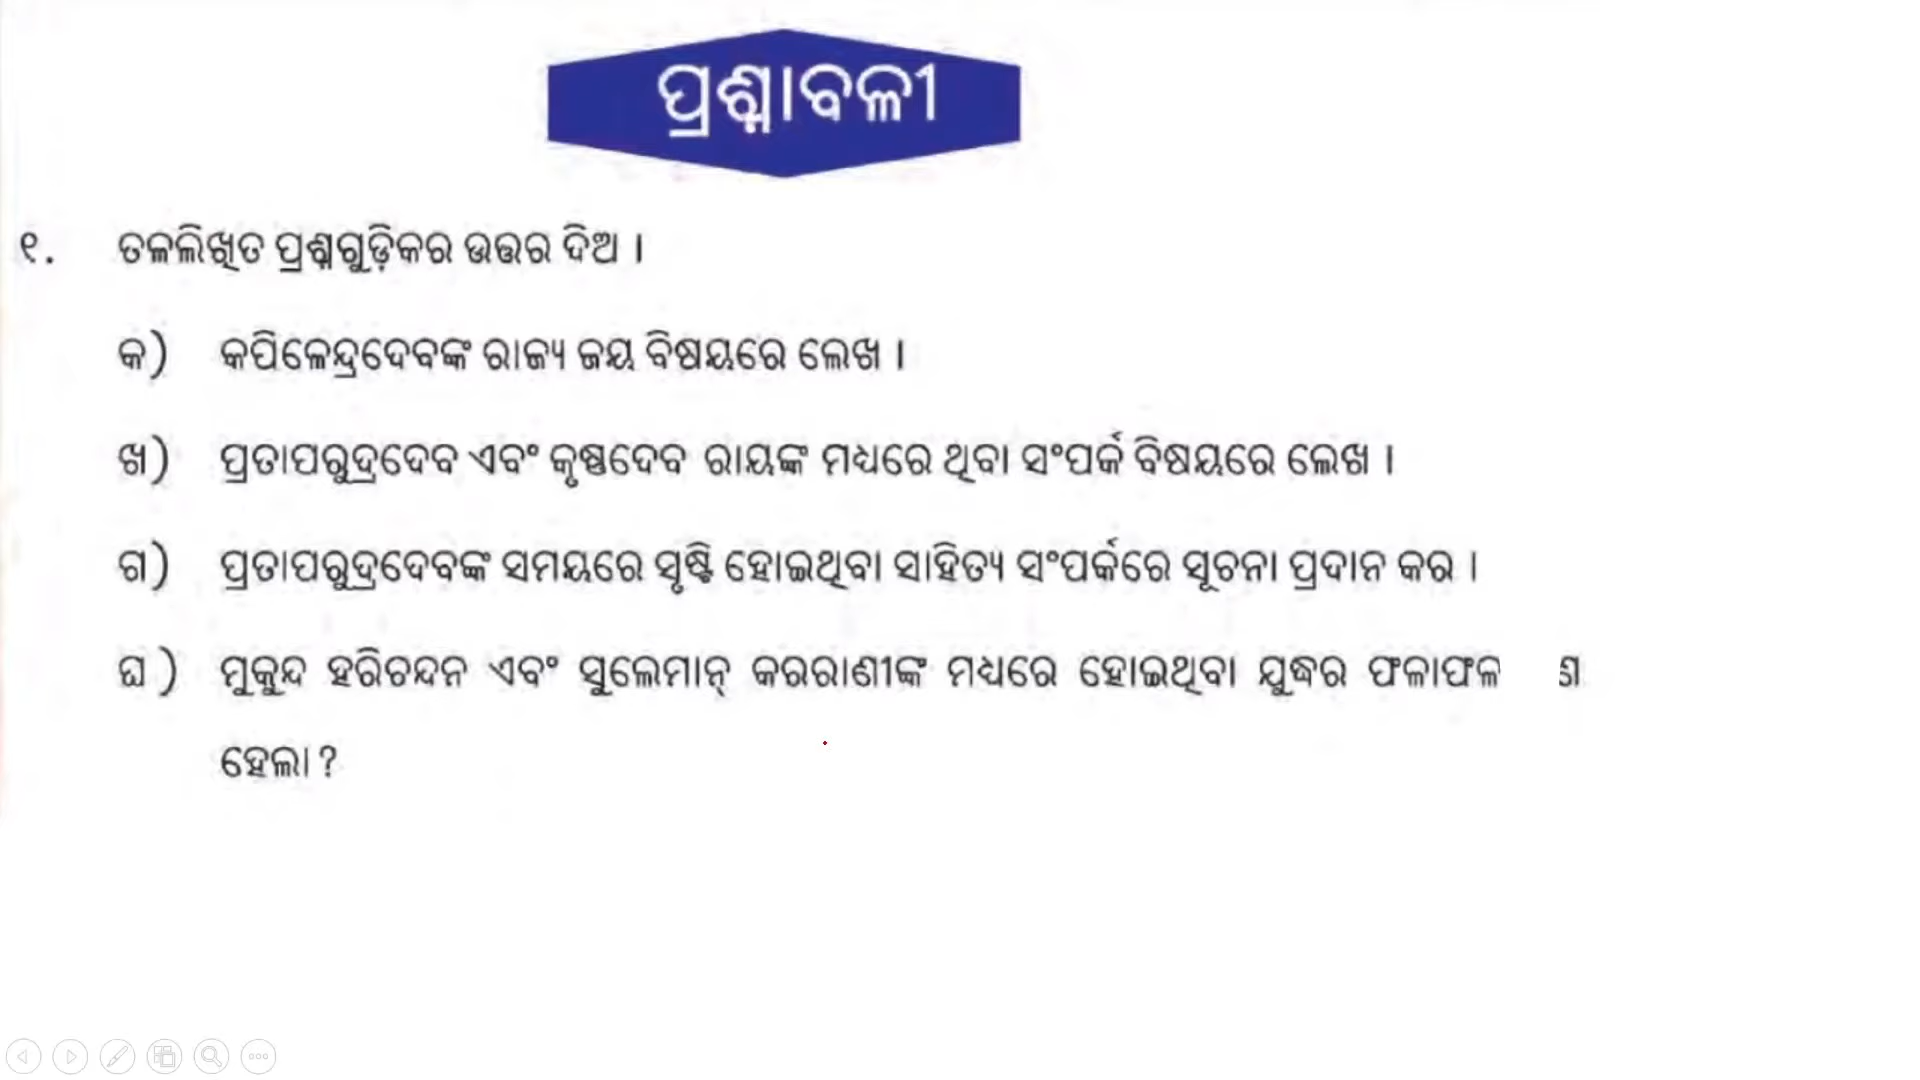 ପ୍ରଶ୍ନାବଳୀ
୧. ତଳଲିଖିତ ପ୍ରଶ୍ନଗୁଡ଼ିକର ଉତ୍ତର ଦିଅ ।
କ) କପିଳେନ୍ଦ୍ରଦେବଙ୍କ ରାଜ୍ୟ ଜୟ ବିଷୟରେ ଲେଖ ।
ଖ) ପ୍ରତାପରୁଦ୍ରଦେବ ଏବଂ କୃଷ୍ଣଦେବ ରାୟଙ୍କ ମଧ୍ୟରେ ଥିବା ସଂପର୍କ ବିଷୟରେ ଲେଖ ।
ଗ) ପ୍ରତାପରୁଦ୍ରଦେବଙ୍କ ସମୟରେ ସୃଷ୍ଟି ହୋଇଥିବା ସାହିତ୍ୟ ସଂପର୍କରେ ସୂଚନା ପ୍ରଦାନ କର ।
ଘ) ମୁକୁନ୍ଦ ହରିଚନ୍ଦନ ଏବଂ ସୁଲେମାନ୍ କରରାଣୀଙ୍କ ମଧ୍ୟରେ ହୋଇଥିବା ଯୁଦ୍ଧର ଫଳାଫଳ
ହେଲା ?